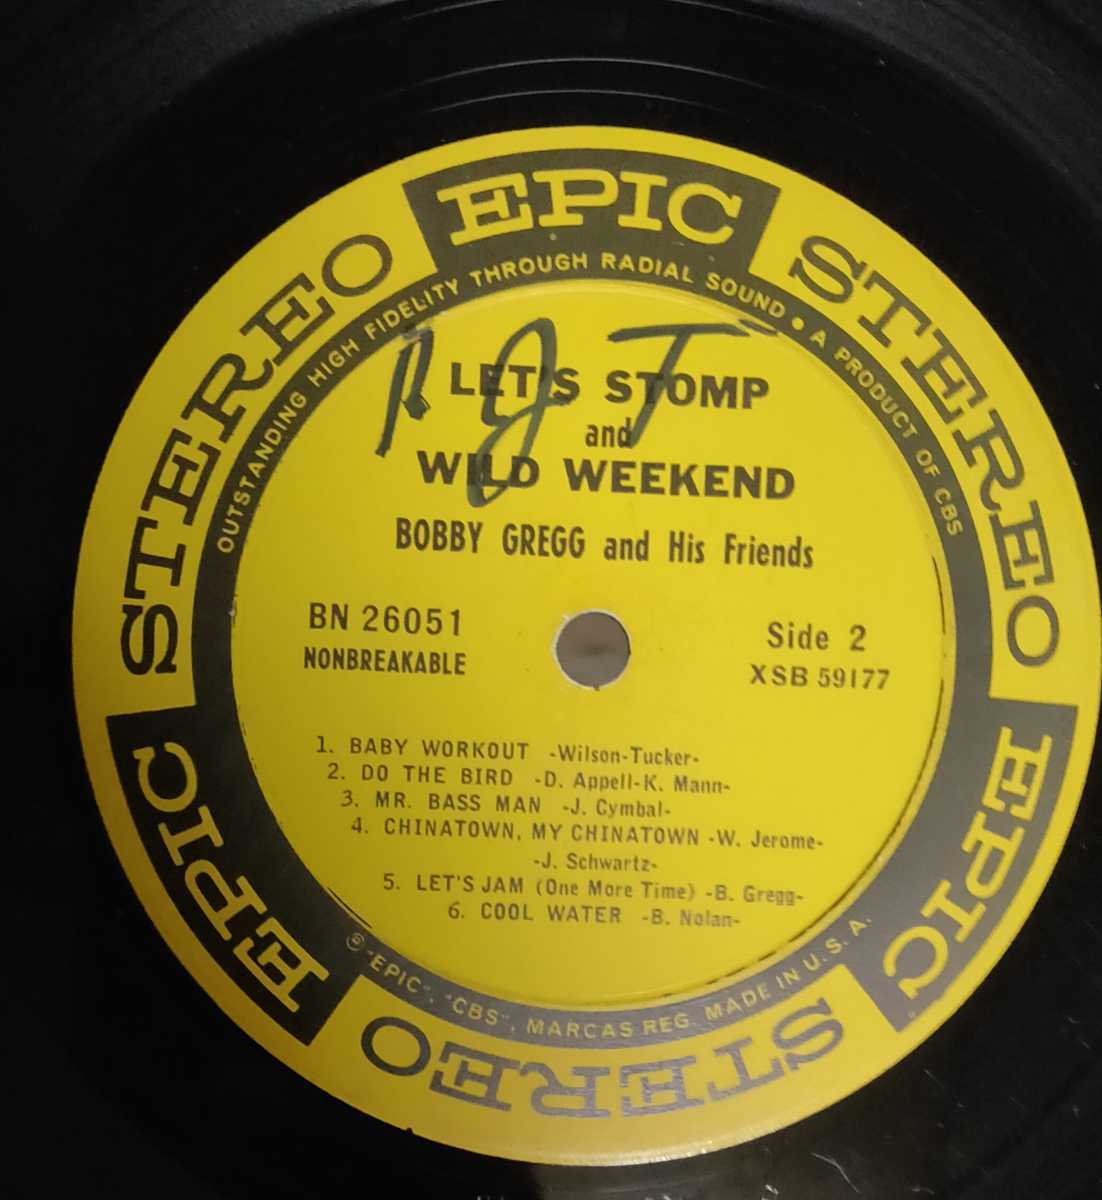 EPIC
STEREO
STEREO
OUTSTANDING HIGH FIDELITY THROUGH RADIAL SOUND • A PRODUCT OF CBS
LET'S STOMP
and
WILD WEEKEND
BOBBY GREGG and His Friends
BN 26051
NONBREAKABLE
Side 2
XSB 59177
1. BABY WORKOUT -Wilson-Tucker-
2. DO THE BIRD -D. Appell-K. Mann-
3. MR. BASS MAN -J. Cymbal-
4. CHINATOWN, MY CHINATOWN -W. Jerome-
-J. Schwartz-
5. LET'S JAM (One More Time) -B. Gregg-
6. COOL WATER -B. Nolan-
EPIC
EPIC
® "EPIC", "CBS", MARCAS REG. MADE IN U.S.A.
STEREO